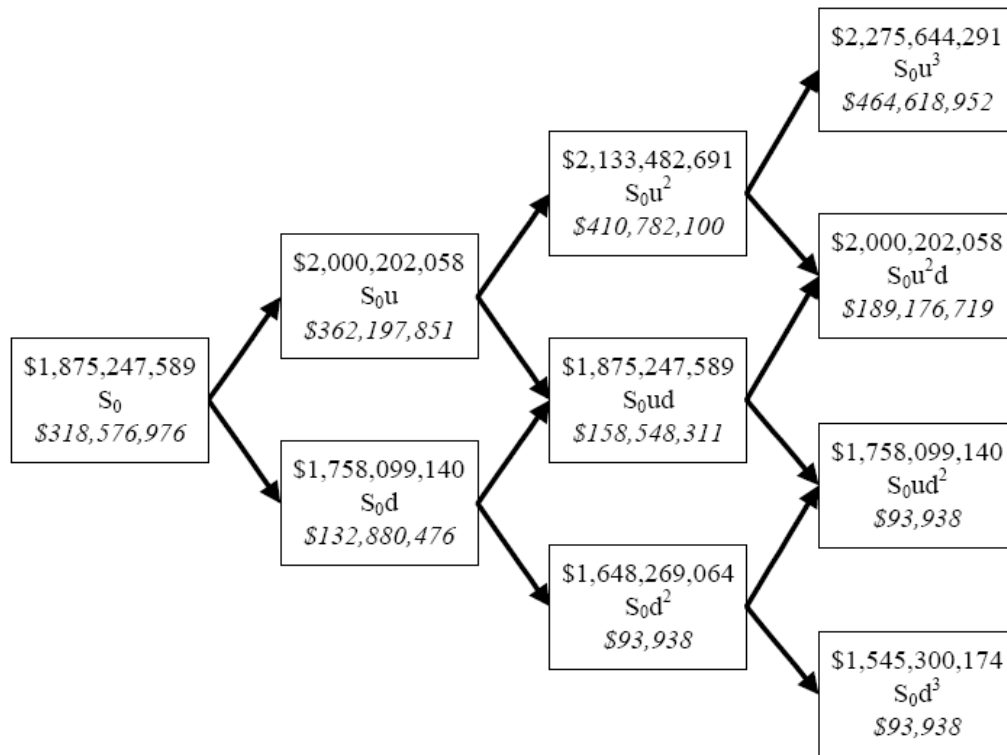 $1,875,247,589
S₀
$318,576,976
$2,000,202,058
S₀u
$362,197,851
$1,758,099,140
S₀d
$132,880,476
$2,133,482,691
S₀u²
$410,782,100
$1,875,247,589
S₀ud
$158,548,311
$1,648,269,064
S₀d²
$93,938
$2,275,644,291
S₀u³
$464,618,952
$2,000,202,058
S₀u²d
$189,176,719
$1,758,099,140
S₀ud²
$93,938
$1,545,300,174
S₀d³
$93,938